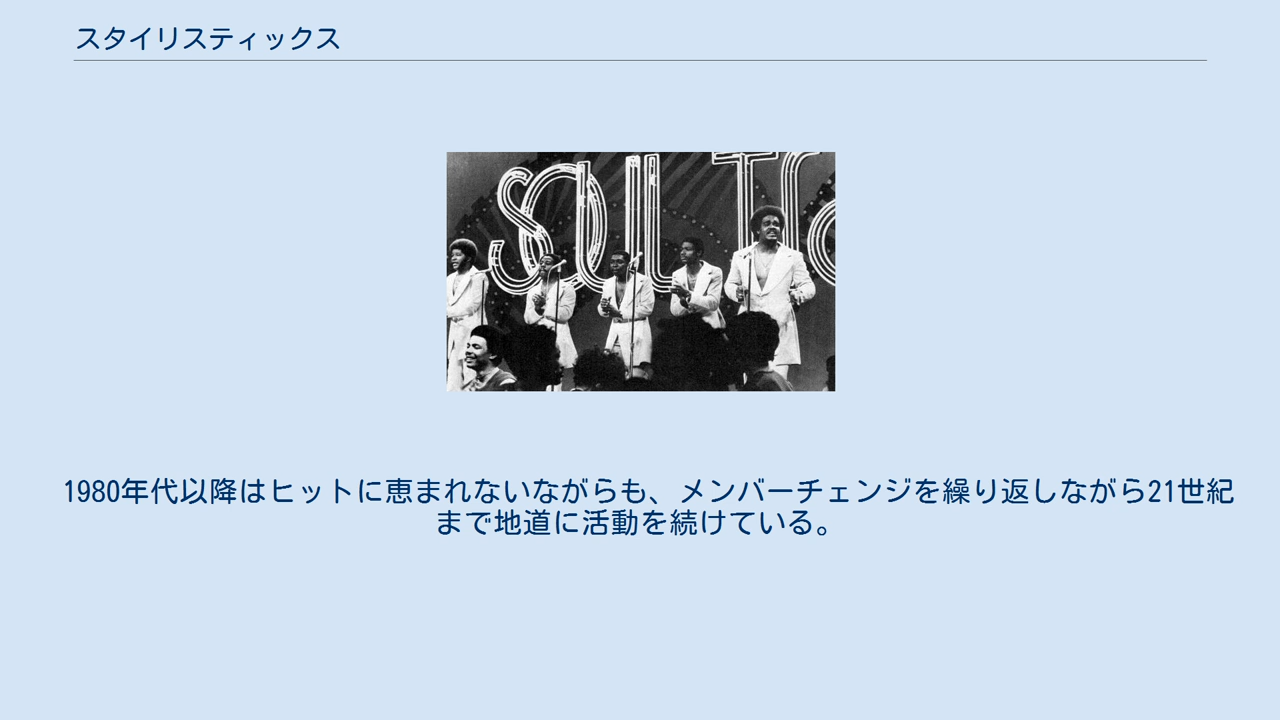 スタイリスティックス
SOUL
1980年代以降はヒットに恵まれないながらも、メンバーチェンジを繰り返しながら21世紀
まで地道に活動を続けている。